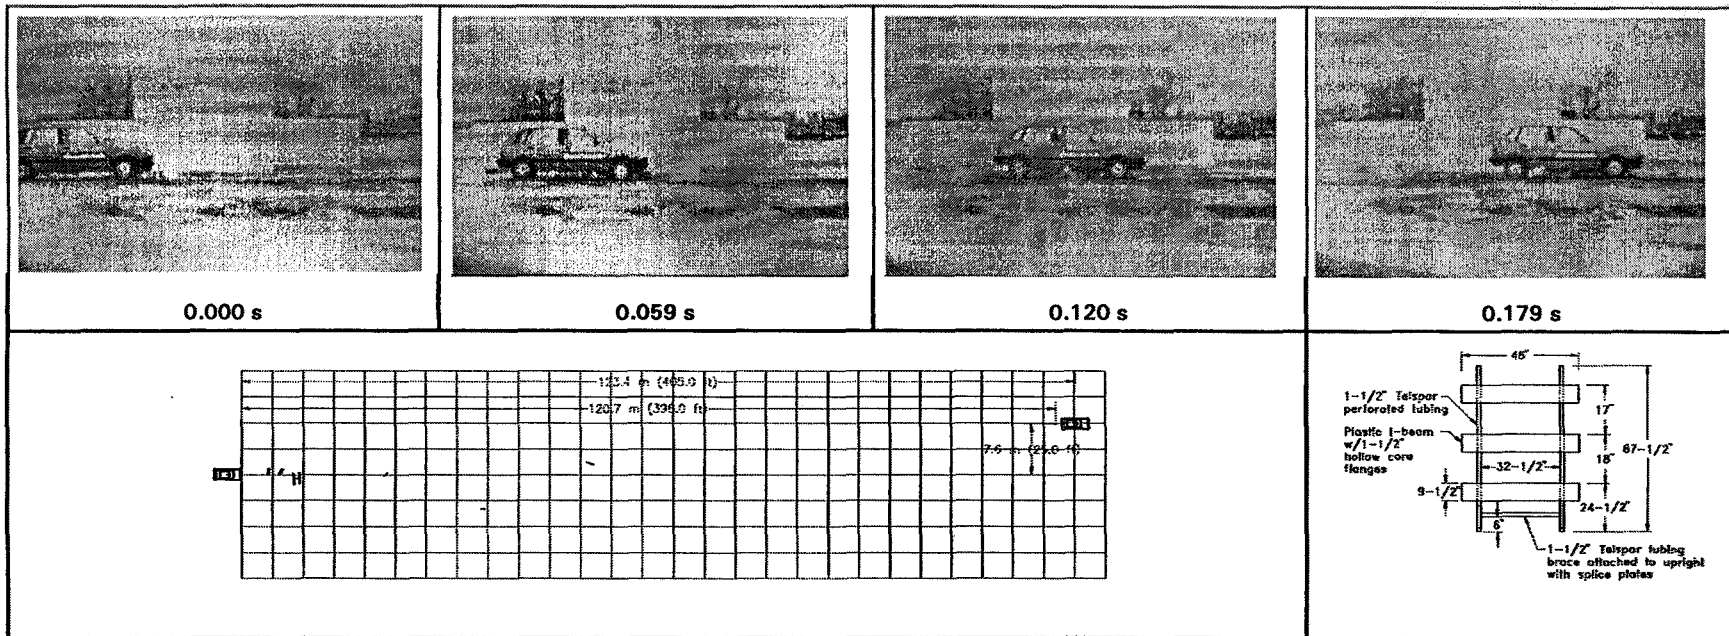 0.000 s
0.059 s
0.120 s
0.179 s
123.4 m (405.0 ft)
120.7 m (396.0 ft)
7.6 m (25.0 ft)
48"
1-1/2" Telspar
perforated tubing
17"
Plastic I-beam
w/1-1/2"
hollow core
flanges
67-1/2"
18"
32-1/2"
9-1/2"
24-1/2"
6"
1-1/2" Telspar tubing
brace attached to upright
with splice plates